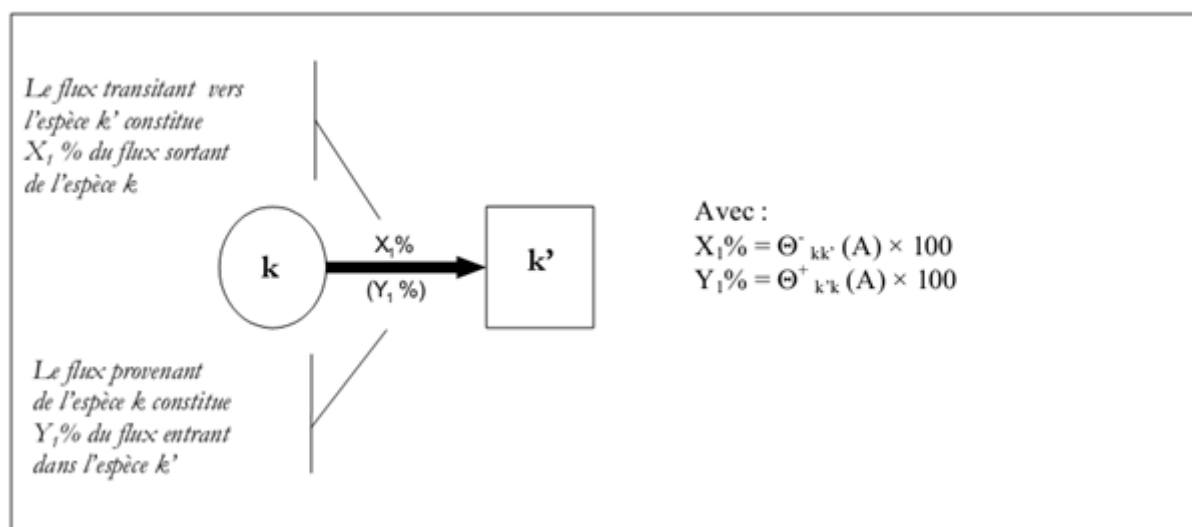 Le flux transitant vers
l'espèce k' constitue
X₁ % du flux sortant
de l'espèce k
k
X₁%
(Y₁ %)
k'
Avec :
X₁% = Θ⁻ kk' (A) × 100
Y₁% = Θ⁺ k'k (A) × 100
Le flux provenant
de l'espèce k constitue
Y₁% du flux entrant
dans l'espèce k'